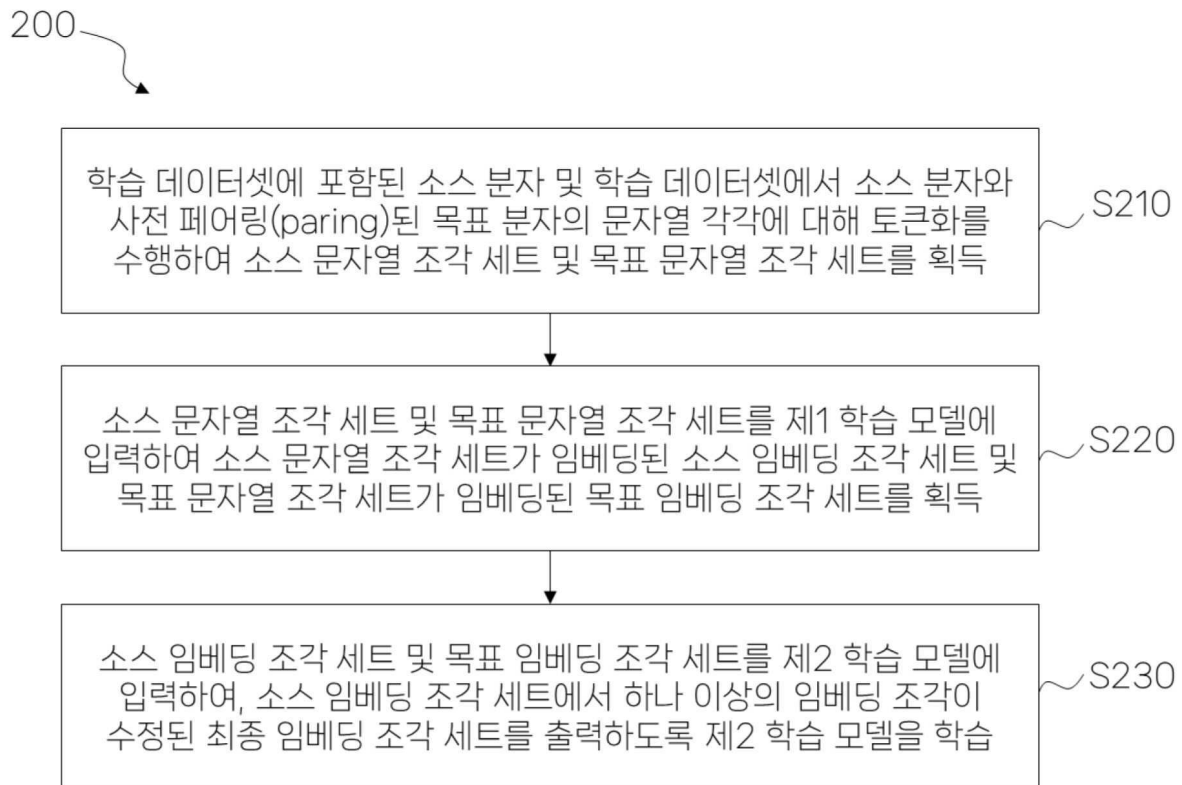 200
학습 데이터셋에 포함된 소스 분자 및 학습 데이터셋에서 소스 분자와
사전 페어링(paring)된 목표 분자의 문자열 각각에 대해 토큰화를
수행하여 소스 문자열 조각 세트 및 목표 문자열 조각 세트를 획득
S210
소스 문자열 조각 세트 및 목표 문자열 조각 세트를 제1 학습 모델에
입력하여 소스 문자열 조각 세트가 임베딩된 소스 임베딩 조각 세트 및
목표 문자열 조각 세트가 임베딩된 목표 임베딩 조각 세트를 획득
S220
소스 임베딩 조각 세트 및 목표 임베딩 조각 세트를 제2 학습 모델에
입력하여, 소스 임베딩 조각 세트에서 하나 이상의 임베딩 조각이
수정된 최종 임베딩 조각 세트를 출력하도록 제2 학습 모델을 학습
S230